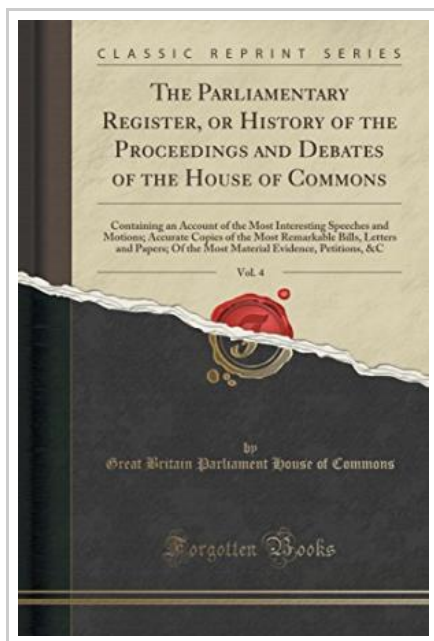 CLASSIC REPRINT SERIES
THE PARLIAMENTARY
REGISTER, OR HISTORY OF THE
PROCEEDINGS AND DEBATES
OF THE HOUSE OF COMMONS
Containing an Account of the Most Interesting Speeches and
Motions; Accurate Copies of the Most Remarkable Bills, Letters
and Papers; Of the Most Material Evidence, Petitions, &C
Vol. 4
by
Great Britain Parliament House of Commons
Forgotten Books